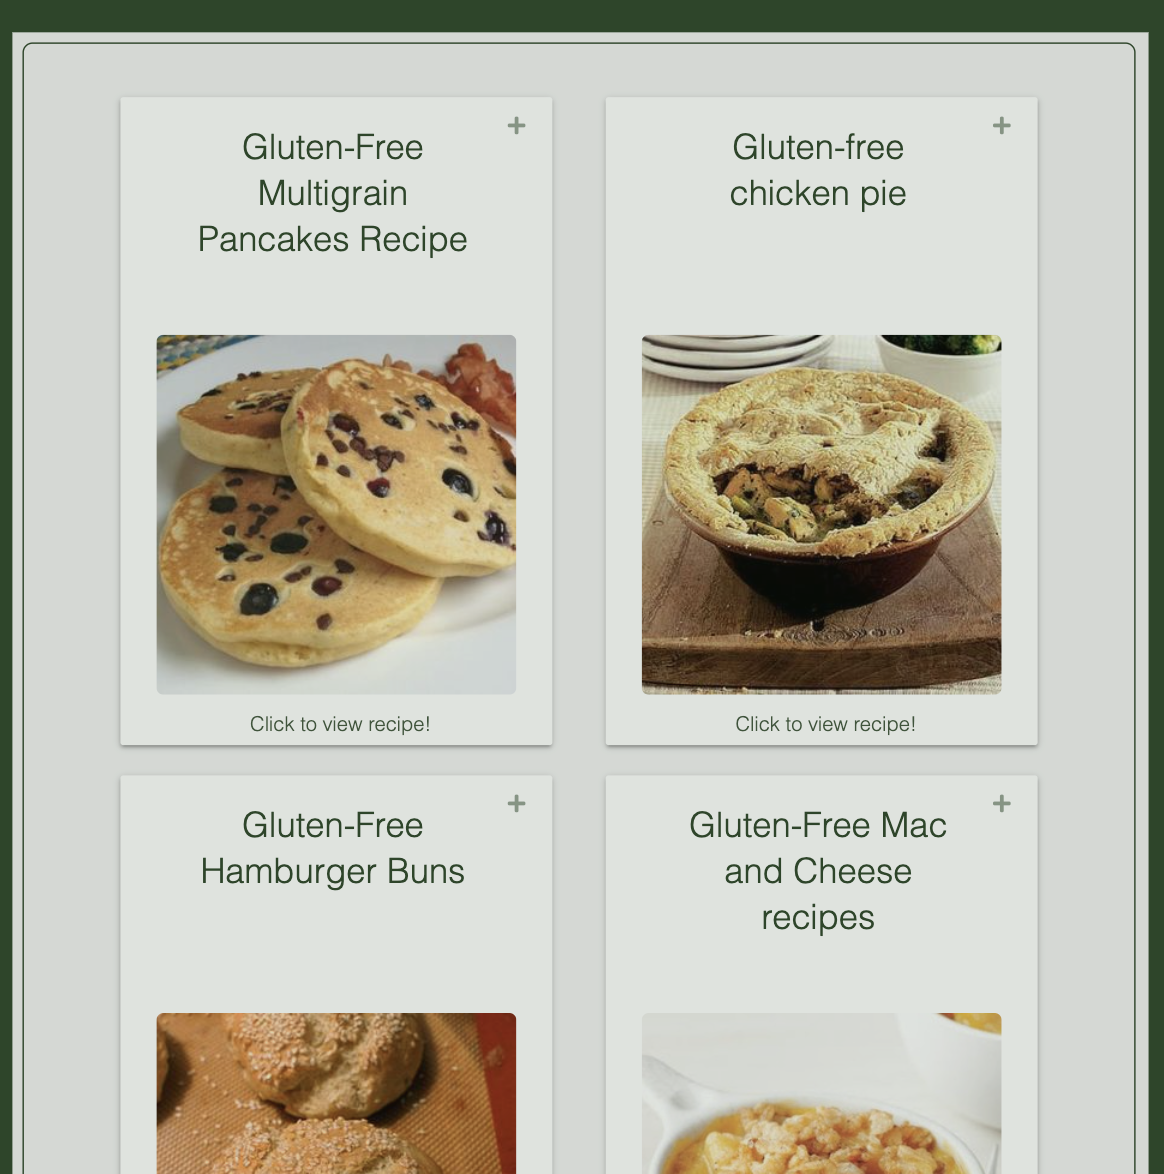 +
Gluten-Free
Multigrain
Pancakes Recipe
Click to view recipe!
+
Gluten-free
chicken pie
Click to view recipe!
+
Gluten-Free
Hamburger Buns
+
Gluten-Free Mac
and Cheese
recipes